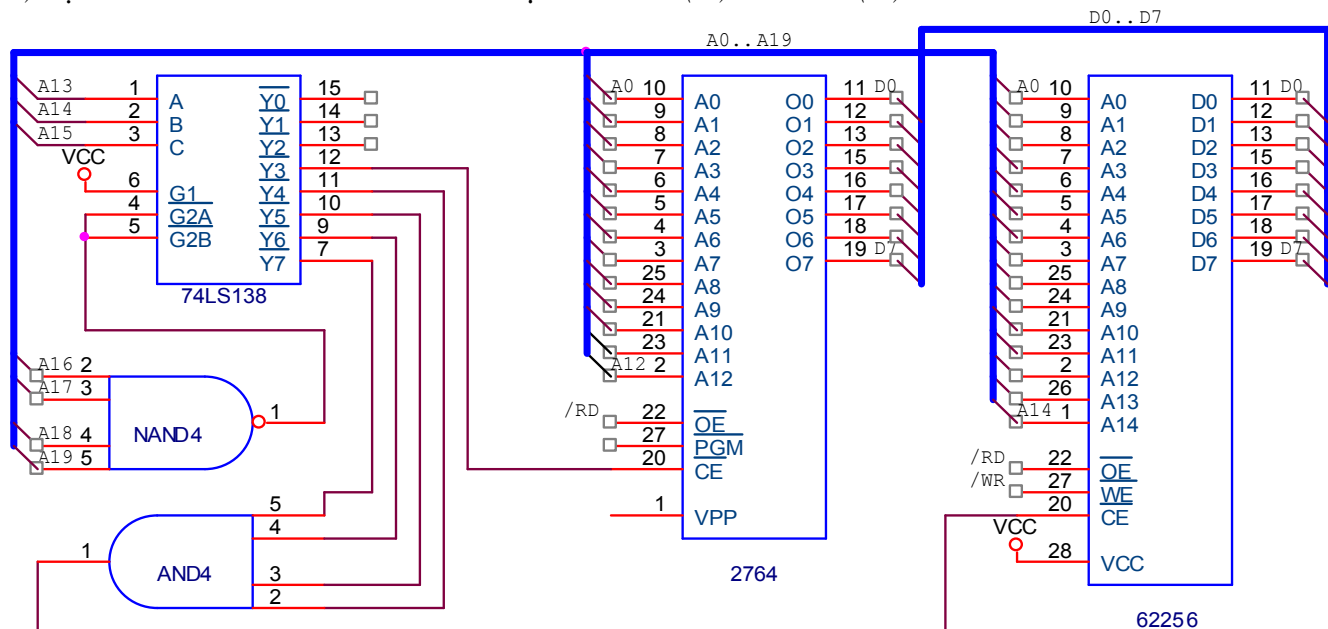 D0..D7
A0..A19
A13 1 A Y0 15
A14 2 B Y1 14
A15 3 C Y2 13
Y3 12
VCC
6 G1 Y4 11
4 G2A Y5 10
5 G2B Y6 9
Y7 7
74LS138
A16 2
A17 3
A18 4
A19 5
NAND4
1
5
4
3
2
AND4
1
A0 10 A0 O0 11 D0
9 A1 O1 12
8 A2 O2 13
7 A3 O3 15
6 A4 O4 16
5 A5 O5 17
4 A6 O6 18
3 A7 O7 19 D7
25 A8
24 A9
21 A10
23 A11
A12 2 A12
/RD 22 OE
27 PGM
20 CE
1 VPP
2764
A0 10 A0 D0 11 D0
9 A1 D1 12
8 A2 D2 13
7 A3 D3 15
6 A4 D4 16
5 A5 D5 17
4 A6 D6 18
3 A7 D7 19 D7
25 A8
24 A9
21 A10
23 A11
2 A12
26 A13
A14 1 A14
/RD 22 OE
/WR 27 WE
20 CE
VCC 28 VCC
62256